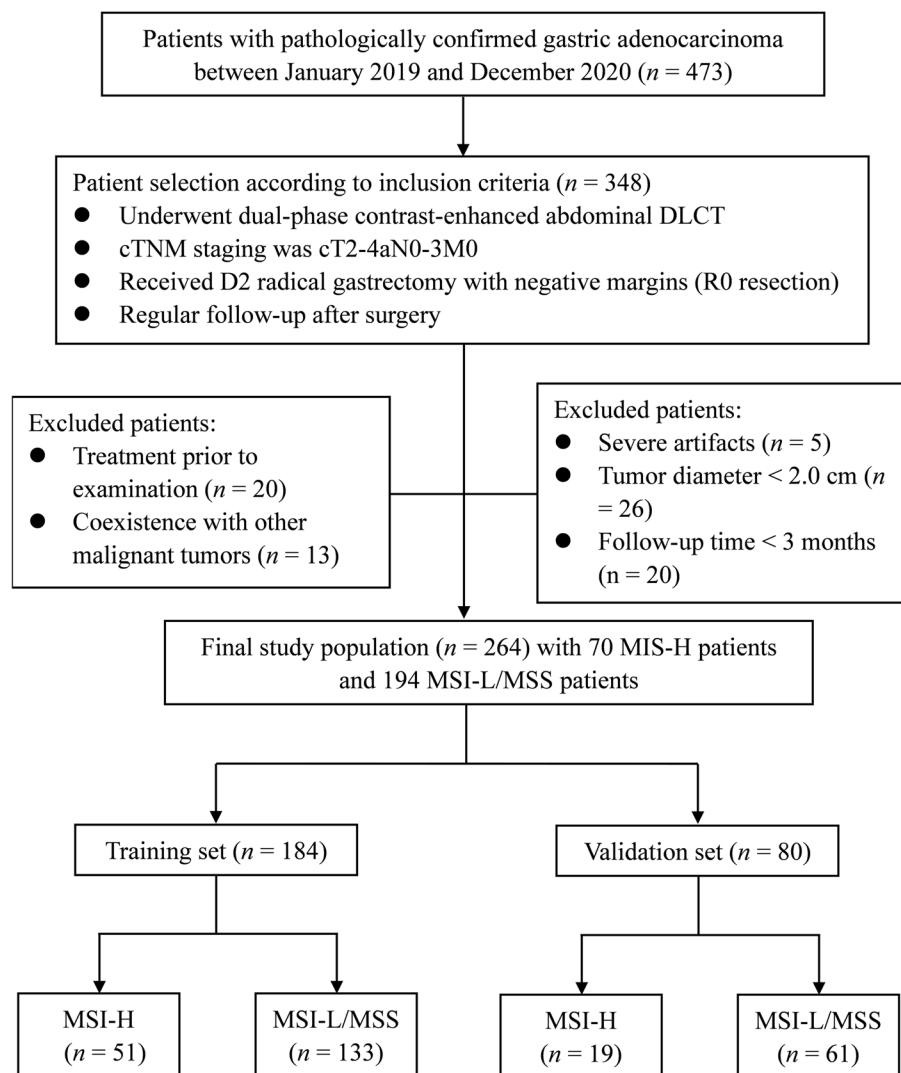 Patients with pathologically confirmed gastric adenocarcinoma
between January 2019 and December 2020 (n = 473)
Patient selection according to inclusion criteria (n = 348)
● Underwent dual-phase contrast-enhanced abdominal DLCT
● cTNM staging was cT2-4aN0-3M0
● Received D2 radical gastrectomy with negative margins (R0 resection)
● Regular follow-up after surgery
Excluded patients:
● Treatment prior to
examination (n = 20)
● Coexistence with other
malignant tumors (n = 13)
Excluded patients:
● Severe artifacts (n = 5)
● Tumor diameter < 2.0 cm (n
= 26)
● Follow-up time < 3 months
(n = 20)
Final study population (n = 264) with 70 MIS-H patients
and 194 MSI-L/MSS patients
Training set (n = 184)
Validation set (n = 80)
MSI-H
(n = 51)
MSI-L/MSS
(n = 133)
MSI-H
(n = 19)
MSI-L/MSS
(n = 61)